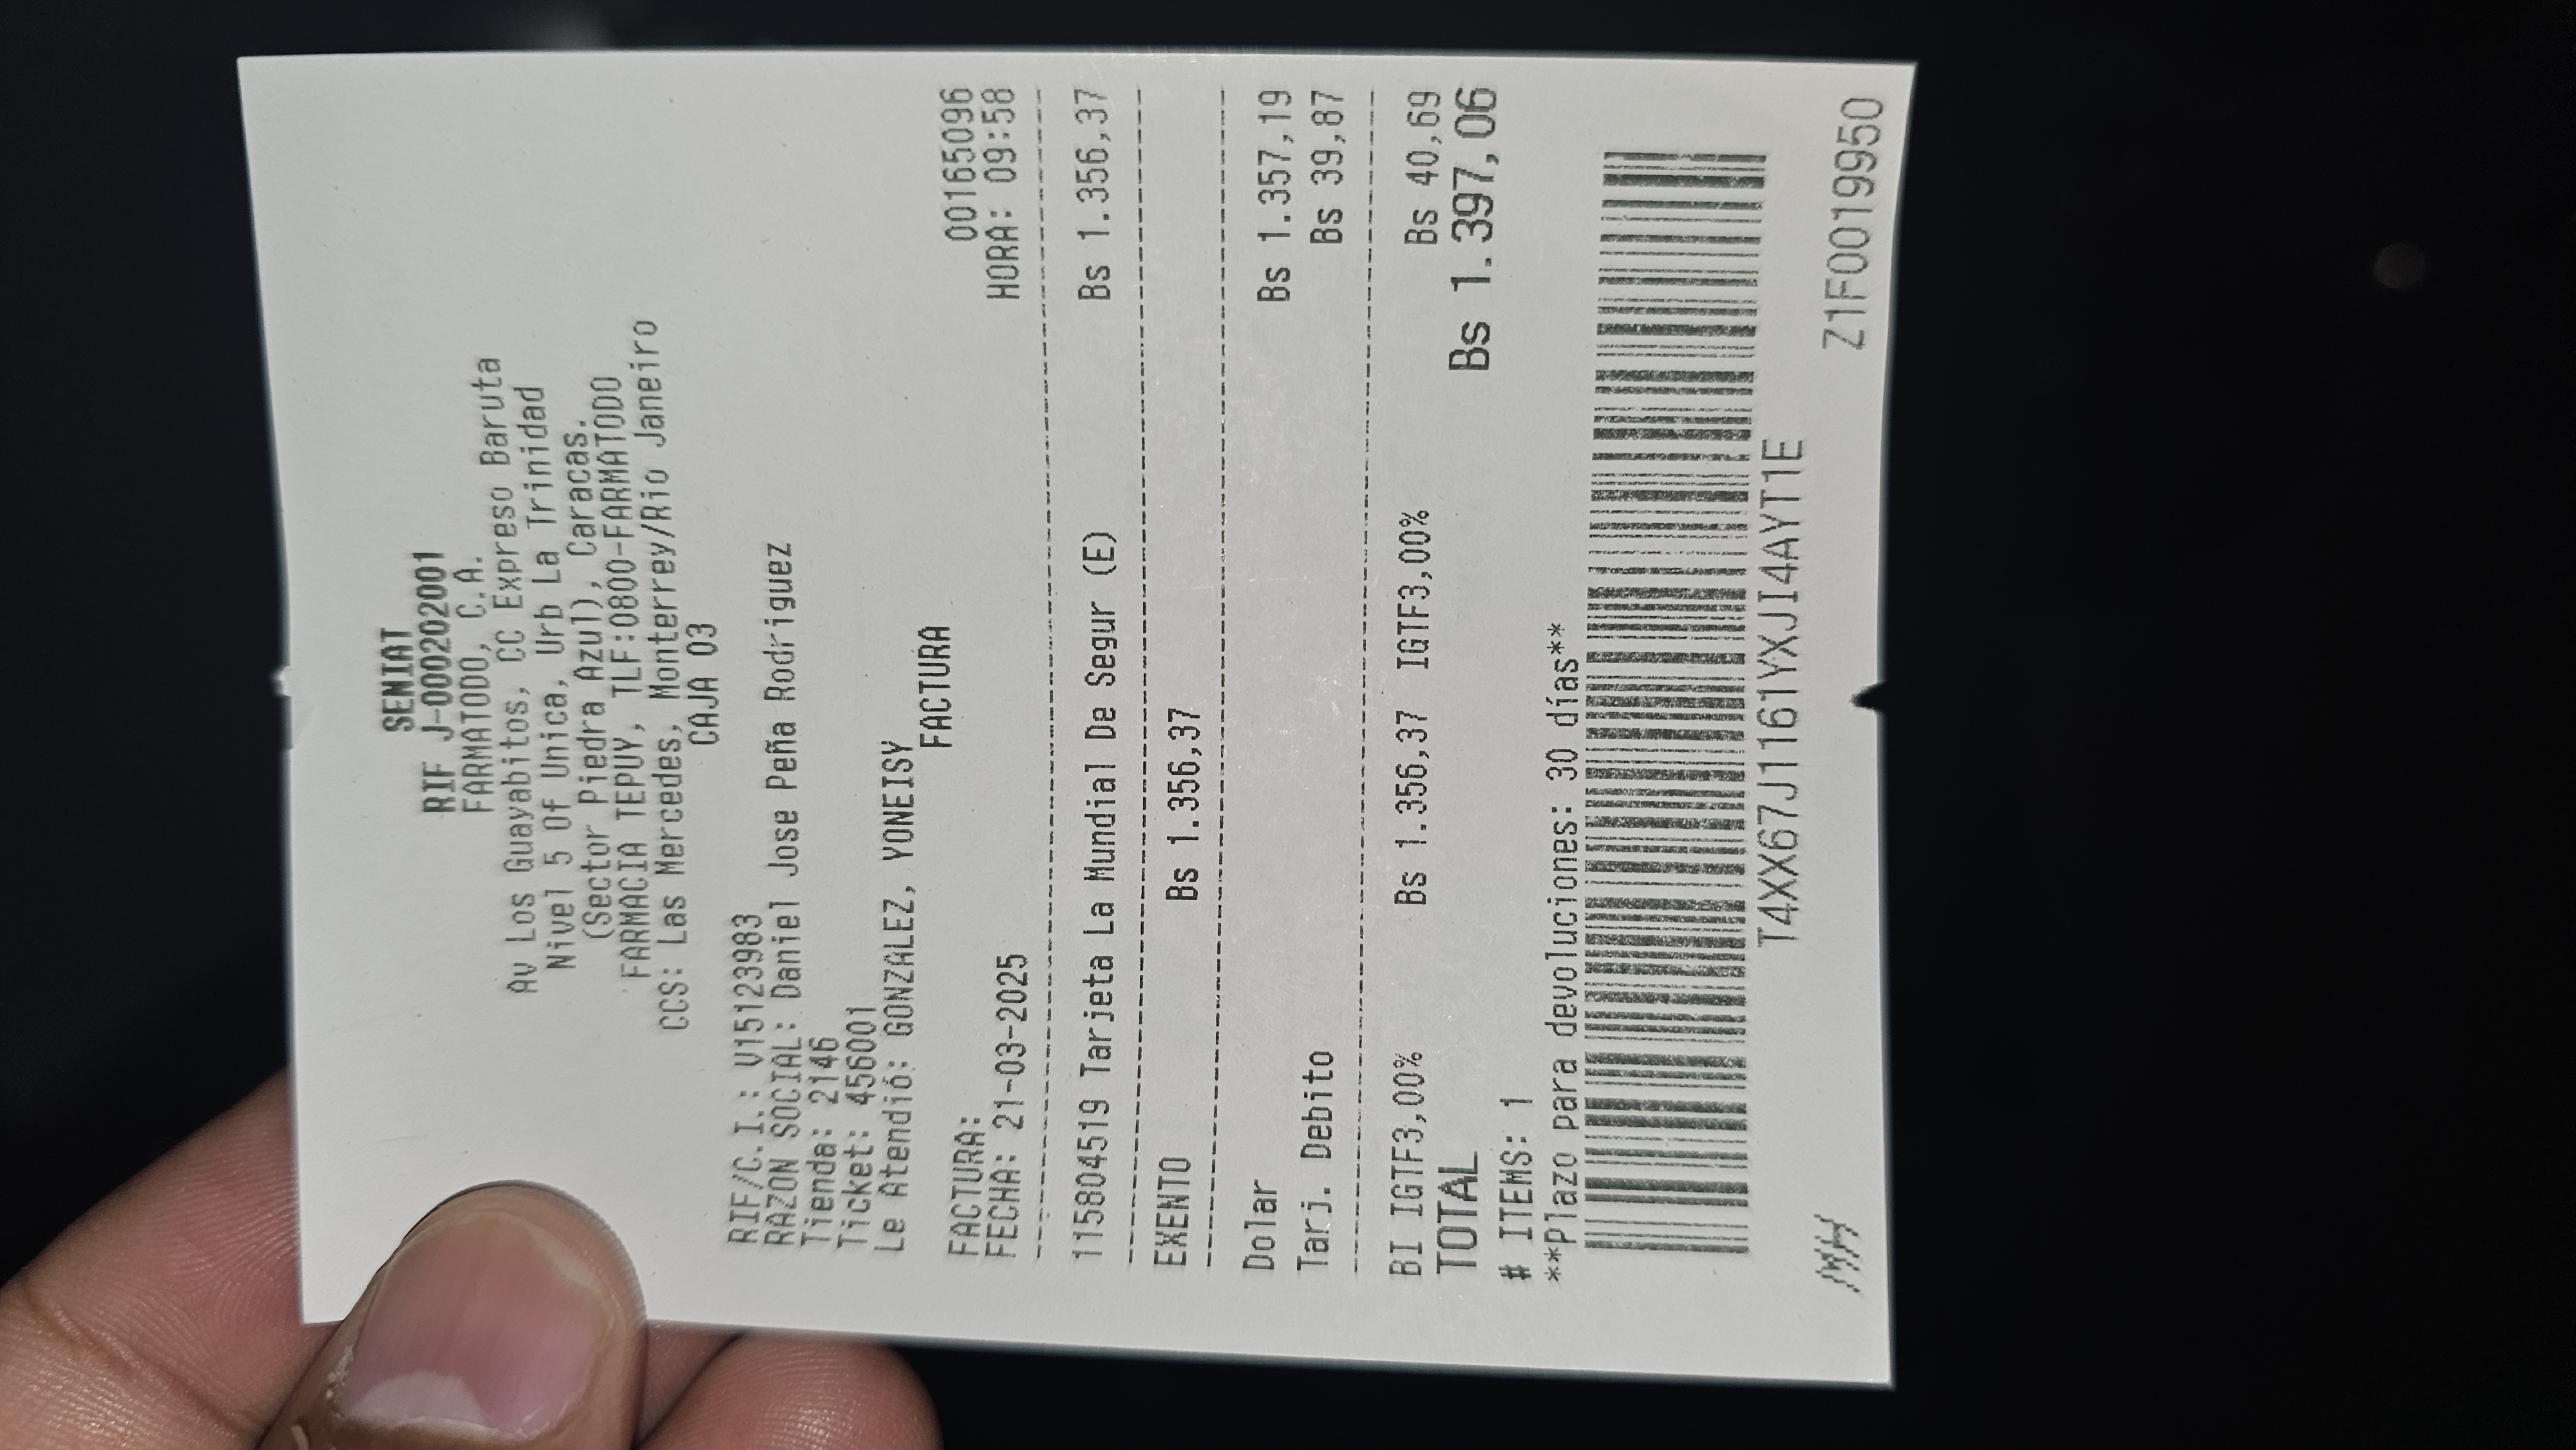 SENIAT
RIF J-000202001
FARMATODO, C.A.
Av Los Guayabitos, CC Expreso Baruta
Nivel 5 Of Unica, Urb La Trinidad
(Sector Piedra Azul), Caracas.
FARMACIA TEPUY, TLF:0800-FARMATODO
CCS: Las Mercedes, Monterrey/Rio Janeiro
CAJA 03
RIF/C.I.: V15123983
RAZON SOCIAL: Daniel Jose Peña Rodriguez
Tienda: 2146
Ticket: 456001
Le Atendió: GONZALEZ, YONEISY
FACTURA
FACTURA: 00165096
FECHA: 21-03-2025 HORA: 09:58
115804519 Tarjeta La Mundial De Segur (E) Bs 1.356,37
EXENTO Bs 1.356,37
Dolar Bs 1.357,19
Tarj. Debito Bs 39,87
BI IGTF3,00% Bs 1.356,37 IGTF3,00% Bs 40,69
TOTAL Bs 1.397,06
# ITEMS: 1
**Plazo para devoluciones: 30 días**
T4XX67J1161YXJI4AYT1E
MH Z1F0019950